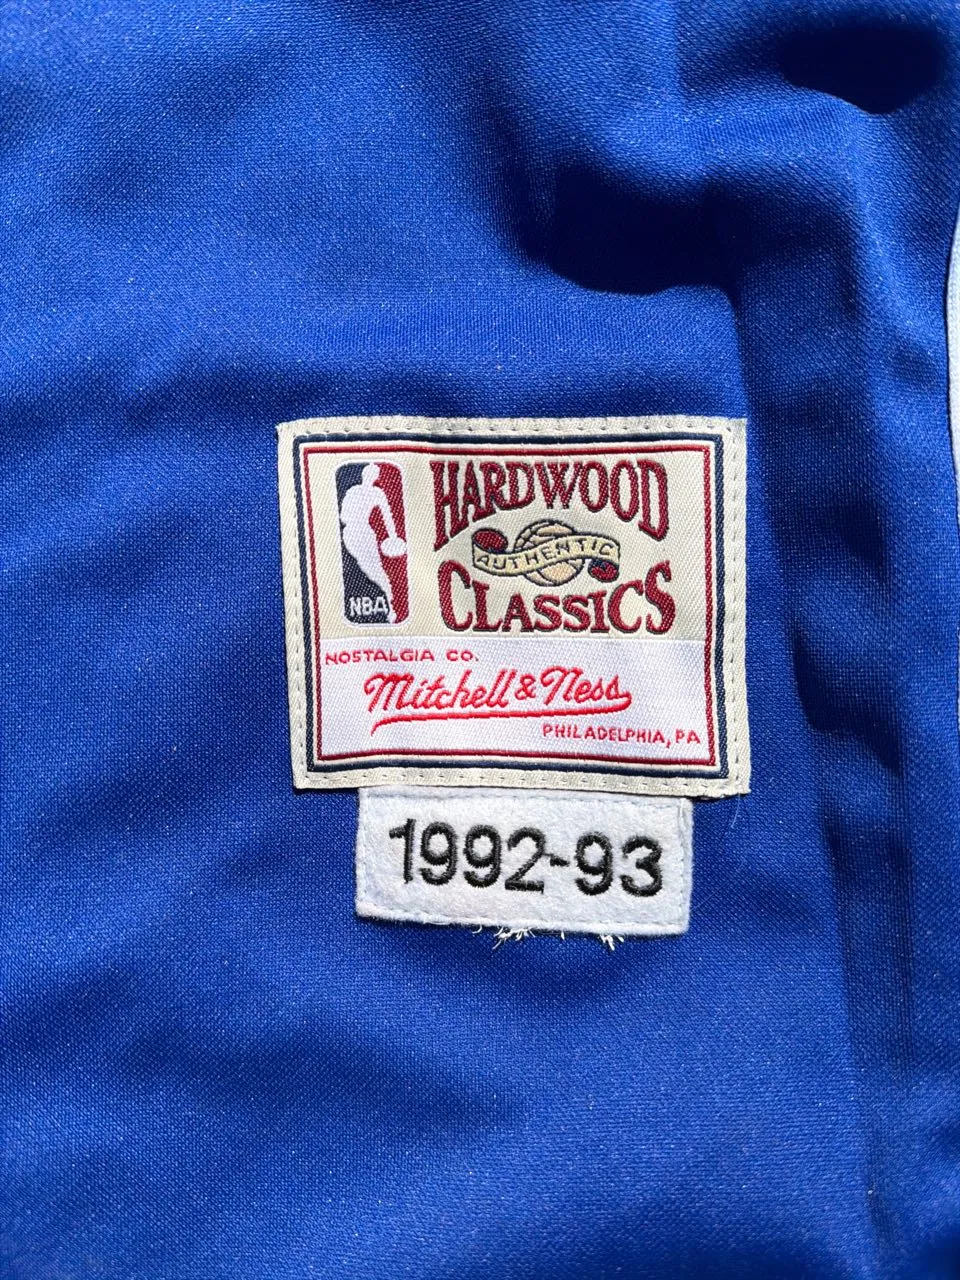 HARDWOOD
AUTHENTIC
CLASSICS
NBA
NOSTALGIA CO.
Mitchell & Ness
PHILADELPHIA, PA
1992-93